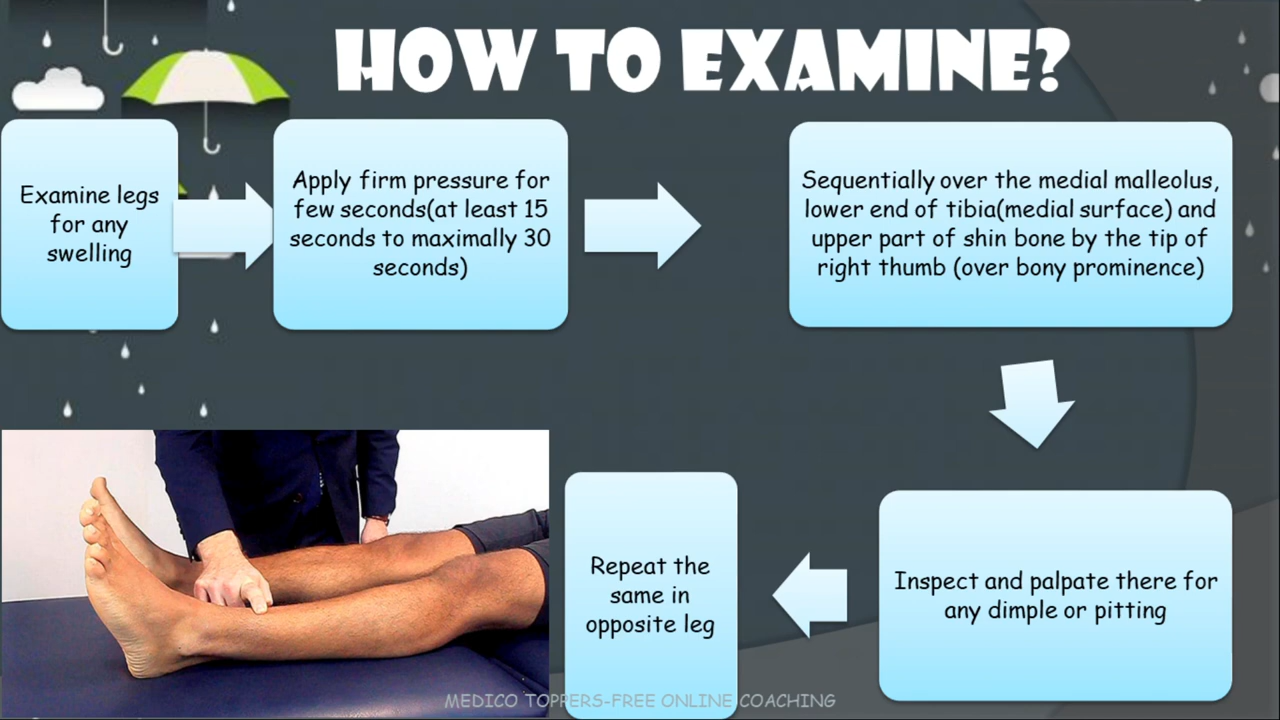 HOW TO EXAMINE?
Examine legs
for any
swelling
Apply firm pressure for
few seconds(at least 15
seconds to maximally 30
seconds)
Sequentially over the medial malleolus,
lower end of tibia(medial surface) and
upper part of shin bone by the tip of
right thumb (over bony prominence)
Inspect and palpate there for
any dimple or pitting
Repeat the
same in
opposite leg
MEDICO TOPPERS-FREE ONLINE COACHING